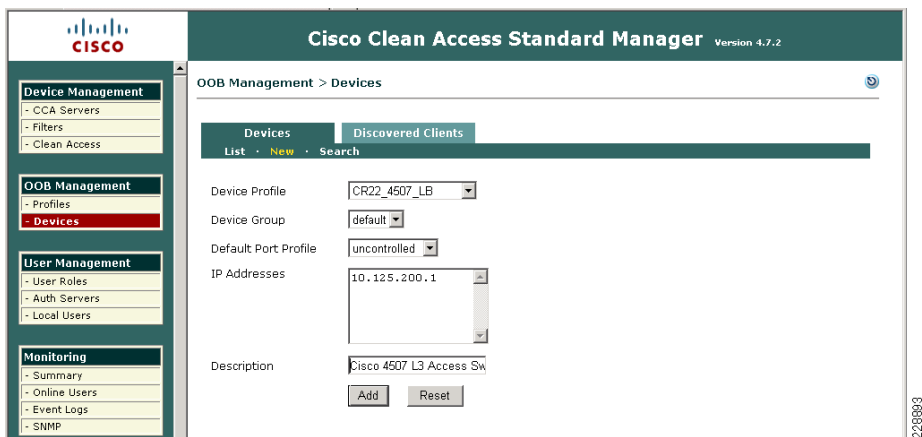 CISCO
Cisco Clean Access Standard Manager Version 4.7.2
Device Management
- CCA Servers
- Filters
- Clean Access
OOB Management
- Profiles
- Devices
User Management
- User Roles
- Auth Servers
- Local Users
Monitoring
- Summary
- Online Users
- Event Logs
- SNMP
OOB Management > Devices
Devices Discovered Clients
List · New · Search
Device Profile CR22_4507_LB
Device Group default
Default Port Profile uncontrolled
IP Addresses 10.125.200.1
Description Cisco 4507 L3 Access Sw
Add Reset
228893